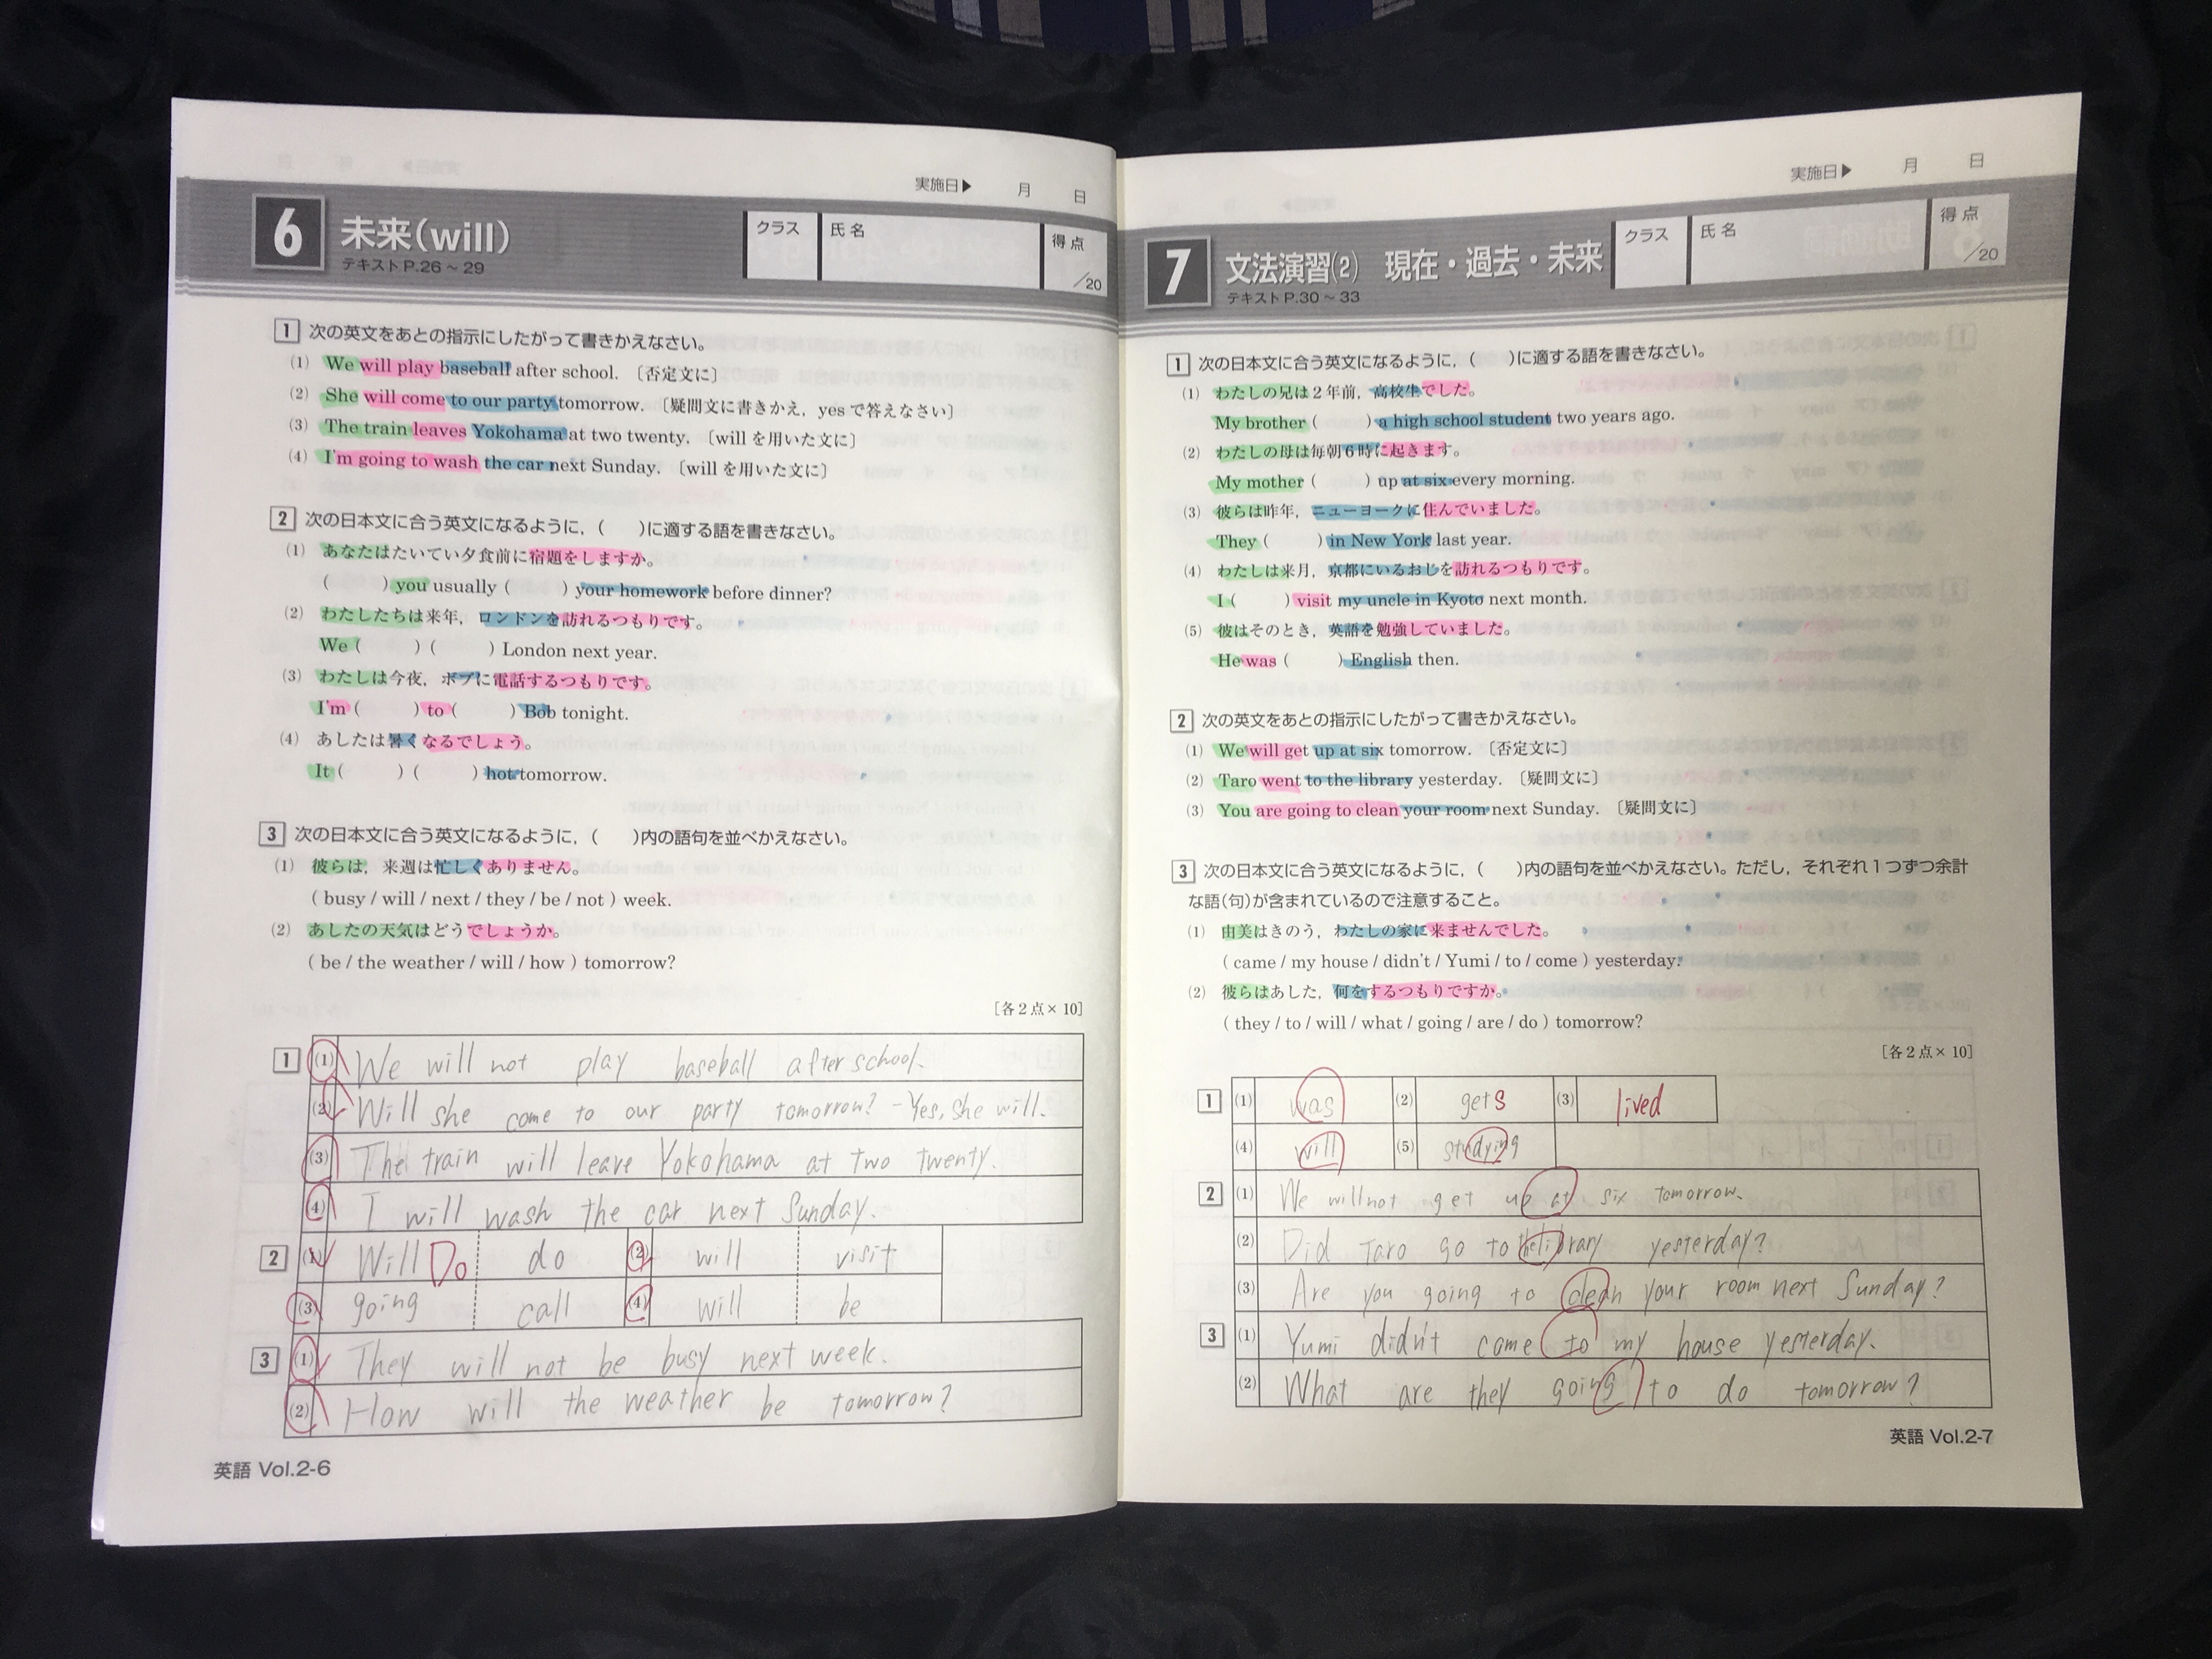 実施日▶ 月 日
6 未来(will)
テキストP.26～29
クラス 氏名 得点 /20
1 次の英文をあとの指示にしたがって書きかえなさい。
(1) We will play baseball after school. 〔否定文に〕
(2) She will come to our party tomorrow. 〔疑問文に書きかえ，yesで答えなさい〕
(3) The train leaves Yokohama at two twenty. 〔willを用いた文に〕
(4) I'm going to wash the car next Sunday. 〔willを用いた文に〕
2 次の日本文に合う英文になるように，( )に適する語を書きなさい。
(1) あなたはたいてい夕食前に宿題をしますか。
( ) you usually ( ) your homework before dinner?
(2) わたしたちは来年，ロンドンを訪れるつもりです。
We ( ) ( ) London next year.
(3) わたしは今夜，ボブに電話するつもりです。
I'm ( ) to ( ) Bob tonight.
(4) あしたは暑くなるでしょう。
It ( ) ( ) hot tomorrow.
3 次の日本文に合う英文になるように，( )内の語句を並べかえなさい。
(1) 彼らは，来週は忙しくありません。
( busy / will / next / they / be / not ) week.
(2) あしたの天気はどうでしょうか。
( be / the weather / will / how ) tomorrow?
[各2点×10]
1 (1) We will not play baseball after school.
(2) Will she come to our party tomorrow? - Yes, she will.
(3) The train will leave Yokohama at two twenty.
(4) I will wash the car next Sunday.
2 (1) Will Do do (2) will visit
(3) going call (4) will be
3 (1) They will not be busy next week.
(2) How will the weather be tomorrow?
英語 Vol.2-6
実施日▶ 月 日
7 文法演習(2) 現在・過去・未来
テキストP.30～33
クラス 氏名 得点 /20
1 次の日本文に合う英文になるように，( )に適する語を書きなさい。
(1) わたしの兄は2年前，高校生でした。
My brother ( ) a high school student two years ago.
(2) わたしの母は毎朝6時に起きます。
My mother ( ) up at six every morning.
(3) 彼らは昨年，ニューヨークに住んでいました。
They ( ) in New York last year.
(4) わたしは来月，京都にいるおじを訪れるつもりです。
I ( ) visit my uncle in Kyoto next month.
(5) 彼はそのとき，英語を勉強していました。
He was ( ) English then.
2 次の英文をあとの指示にしたがって書きかえなさい。
(1) We will get up at six tomorrow. 〔否定文に〕
(2) Taro went to the library yesterday. 〔疑問文に〕
(3) You are going to clean your room next Sunday. 〔疑問文に〕
3 次の日本文に合う英文になるように，( )内の語句を並べかえなさい。ただし，それぞれ1つずつ余計
な語(句)が含まれているので注意すること。
(1) 由美はきのう，わたしの家に来ませんでした。
( came / my house / didn't / Yumi / to / come ) yesterday.
(2) 彼らはあした，何をするつもりですか。
( they / to / will / what / going / are / do ) tomorrow?
[各2点×10]
1 (1) was (2) gets (3) lived
(4) will (5) studying
2 (1) We will not get up at six tomorrow.
(2) Did Taro go to the library yesterday?
(3) Are you going to clean your room next Sunday?
3 (1) Yumi didn't come to my house yesterday.
(2) What are they going to do tomorrow?
英語 Vol.2-7